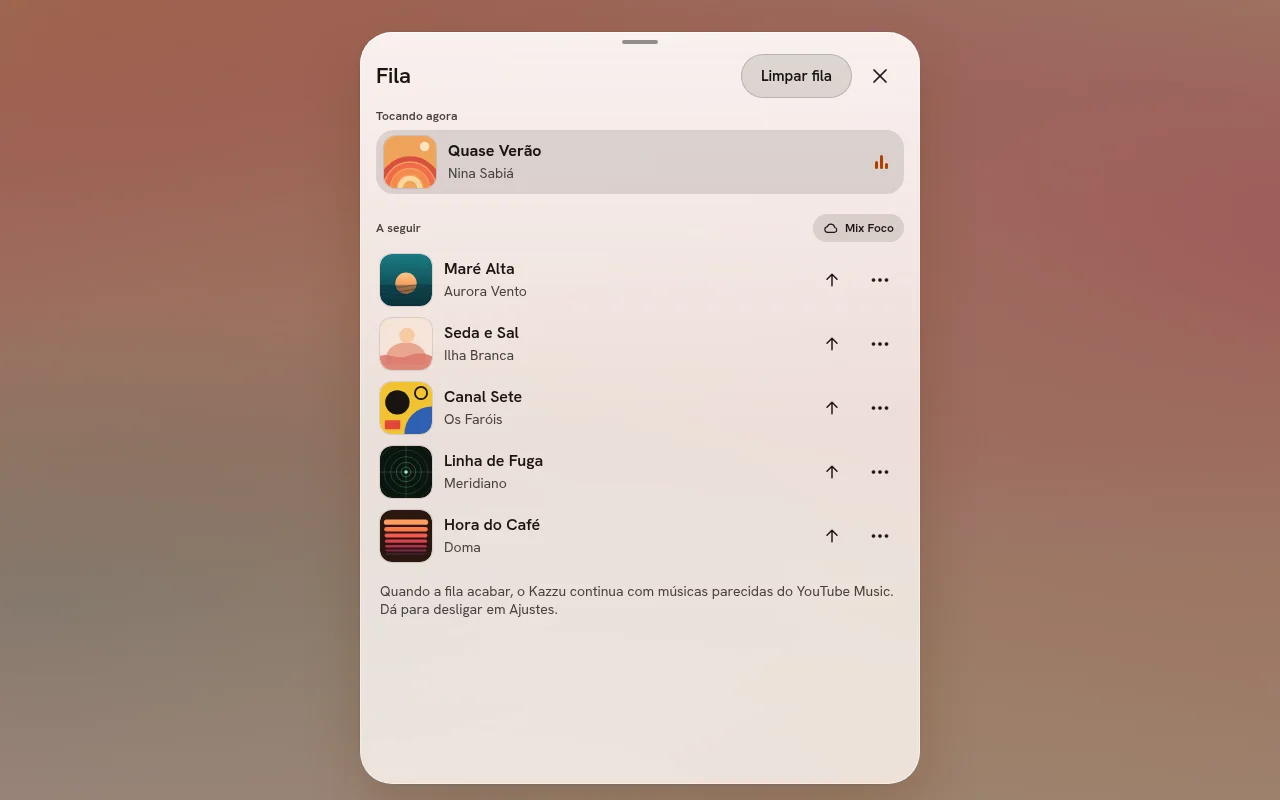 Fila
Limpar fila
Tocando agora
Quase Verão
Nina Sabiá
A seguir
Mix Foco
Maré Alta
Aurora Vento
Seda e Sal
Ilha Branca
Canal Sete
Os Faróis
Linha de Fuga
Meridiano
Hora do Café
Doma
Quando a fila acabar, o Kazzu continua com músicas parecidas do YouTube Music.
Dá para desligar em Ajustes.